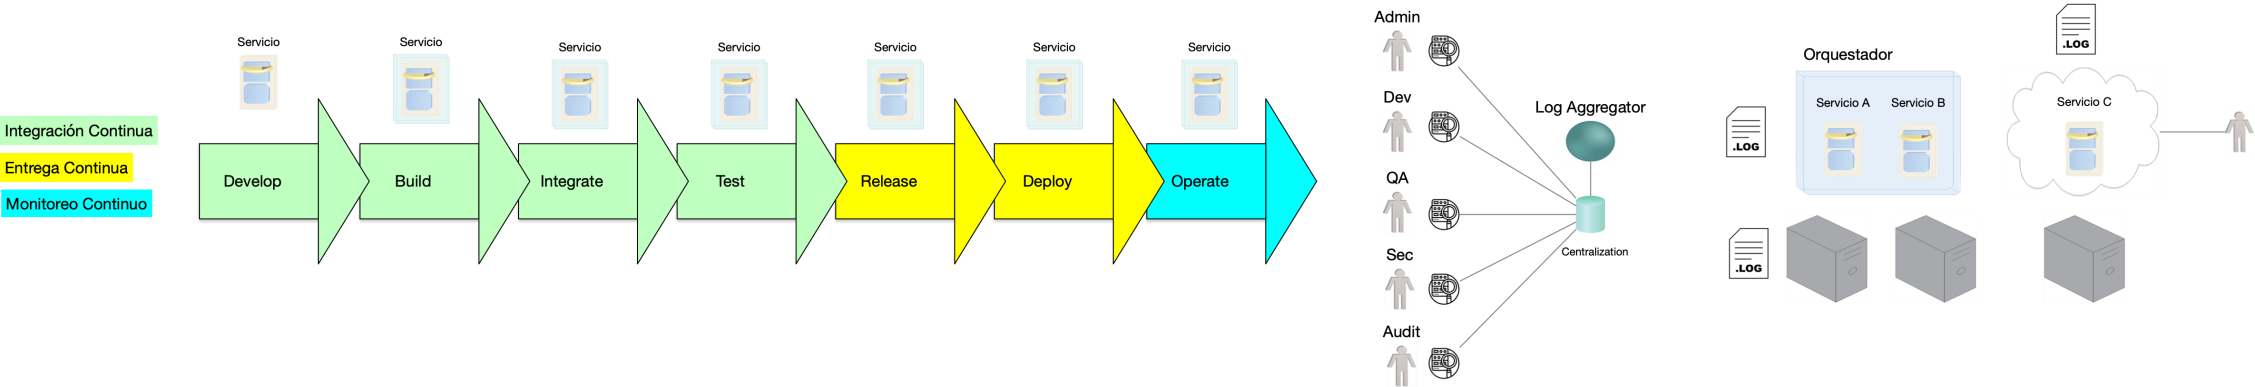 Integración Continua
Entrega Continua
Monitoreo Continuo
Servicio
Servicio
Servicio
Servicio
Servicio
Servicio
Servicio
Develop
Build
Integrate
Test
Release
Deploy
Operate
Admin
Dev
QA
Sec
Audit
Log Aggregator
Centralization
.LOG
.LOG
Orquestador
Servicio A
Servicio B
.LOG
Servicio C